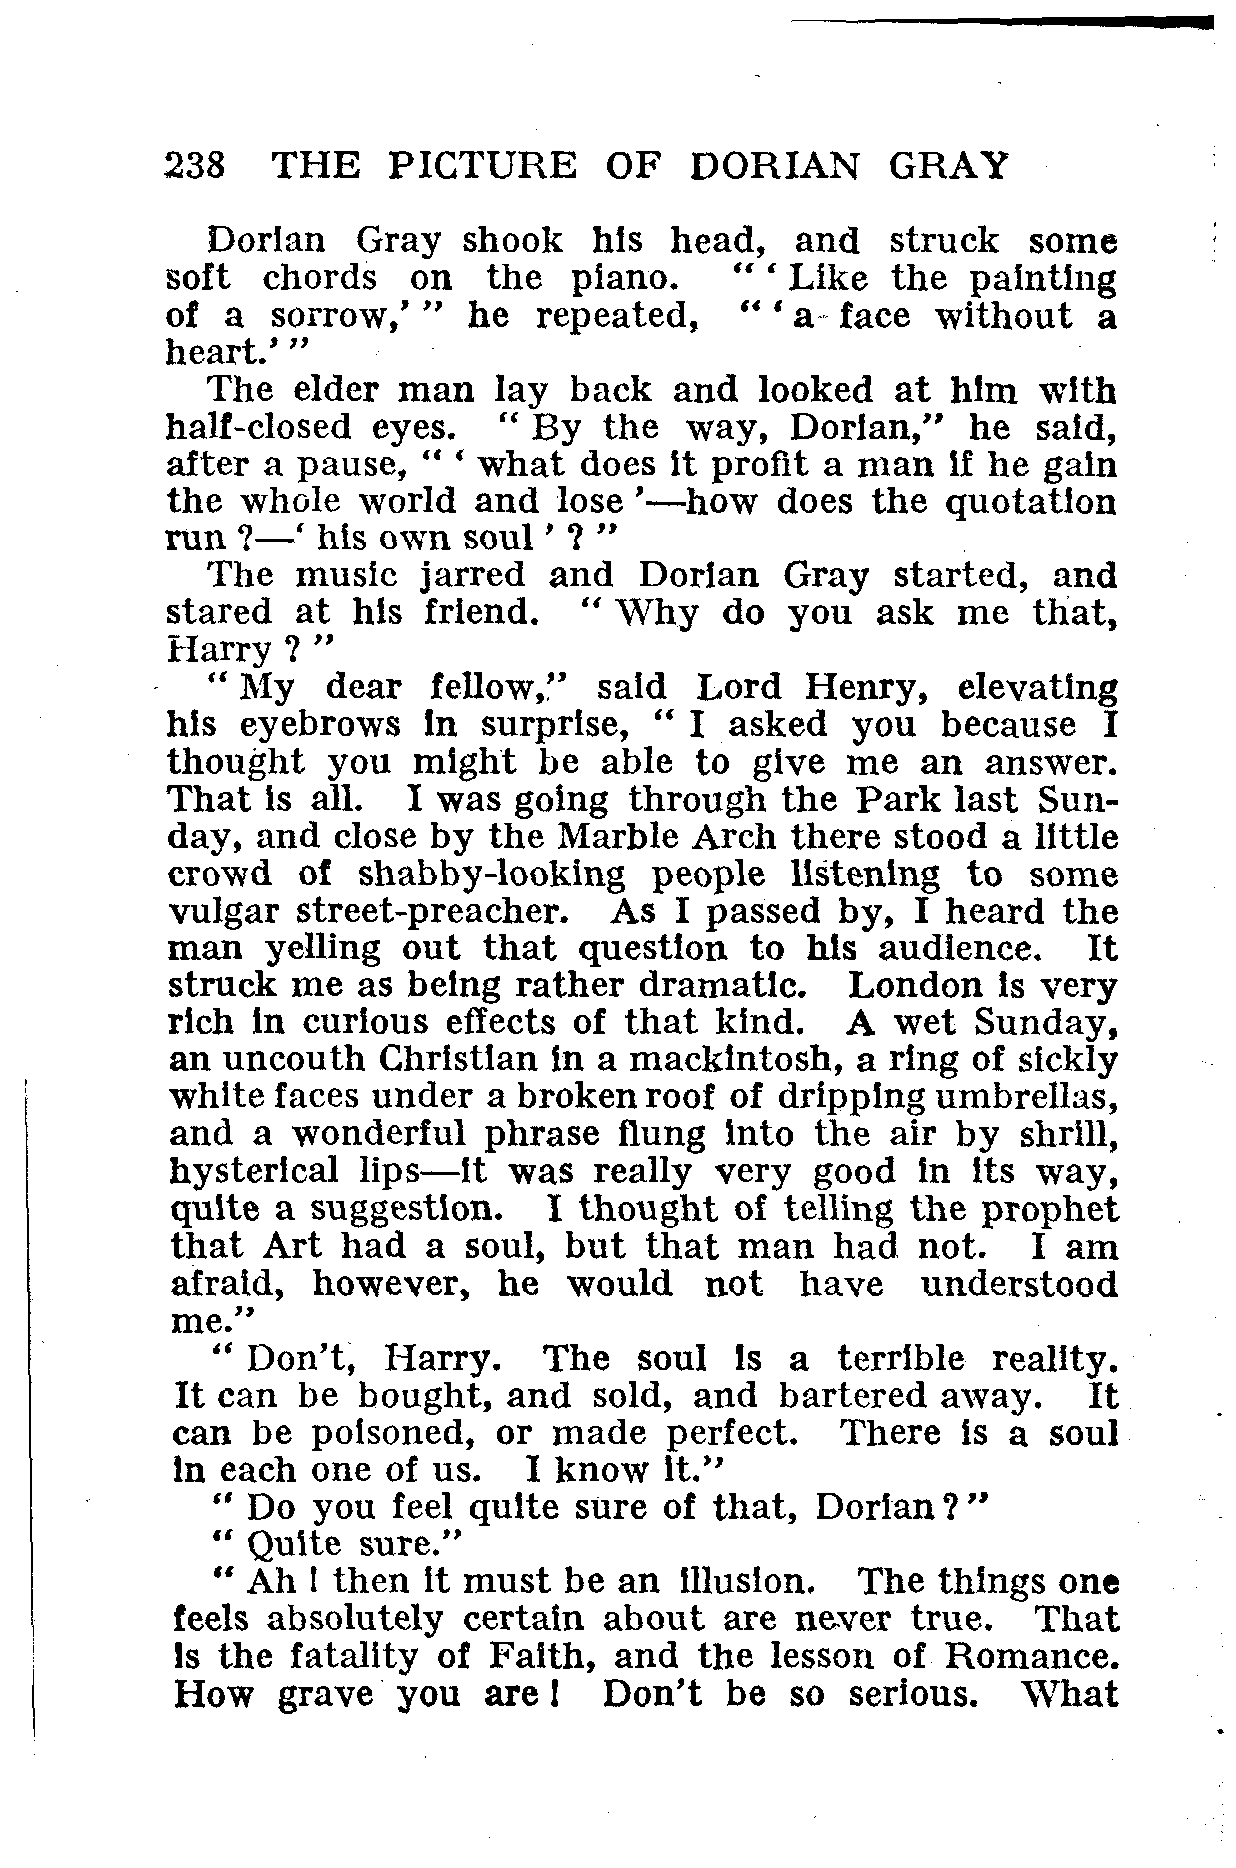 238 THE PICTURE OF DORIAN GRAY
Dorian Gray shook his head, and struck some
soft chords on the piano. “ ‘ Like the painting
of a sorrow,’ ” he repeated, “ ‘ a face without a
heart.’ ”
The elder man lay back and looked at him with
half-closed eyes. “ By the way, Dorian,” he said,
after a pause, “ ‘ what does it profit a man if he gain
the whole world and lose ’—how does the quotation
run ?—‘ his own soul ’ ? ”
The music jarred and Dorian Gray started, and
stared at his friend. “ Why do you ask me that,
Harry ? ”
“ My dear fellow,” said Lord Henry, elevating
his eyebrows in surprise, “ I asked you because I
thought you might be able to give me an answer.
That is all. I was going through the Park last Sun-
day, and close by the Marble Arch there stood a little
crowd of shabby-looking people listening to some
vulgar street-preacher. As I passed by, I heard the
man yelling out that question to his audience. It
struck me as being rather dramatic. London is very
rich in curious effects of that kind. A wet Sunday,
an uncouth Christian in a mackintosh, a ring of sickly
white faces under a broken roof of dripping umbrellas,
and a wonderful phrase flung into the air by shrill,
hysterical lips—it was really very good in its way,
quite a suggestion. I thought of telling the prophet
that Art had a soul, but that man had not. I am
afraid, however, he would not have understood
me.”
“ Don’t, Harry. The soul is a terrible reality.
It can be bought, and sold, and bartered away. It
can be poisoned, or made perfect. There is a soul
in each one of us. I know it.”
“ Do you feel quite sure of that, Dorian ? ”
“ Quite sure.”
“ Ah ! then it must be an illusion. The things one
feels absolutely certain about are never true. That
is the fatality of Faith, and the lesson of Romance.
How grave you are ! Don’t be so serious. What